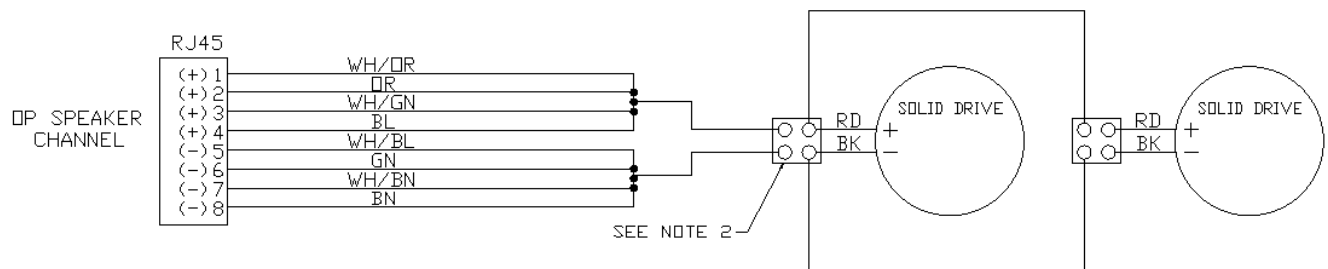 RJ45
OP SPEAKER
CHANNEL
(+) 1 WH/OR
(+) 2 OR
(+) 3 WH/GN
(+) 4 BL
(-) 5 WH/BL
(-) 6 GN
(-) 7 WH/BN
(-) 8 BN
SEE NOTE 2
RD +
BK -
SOLID DRIVE
RD +
BK -
SOLID DRIVE